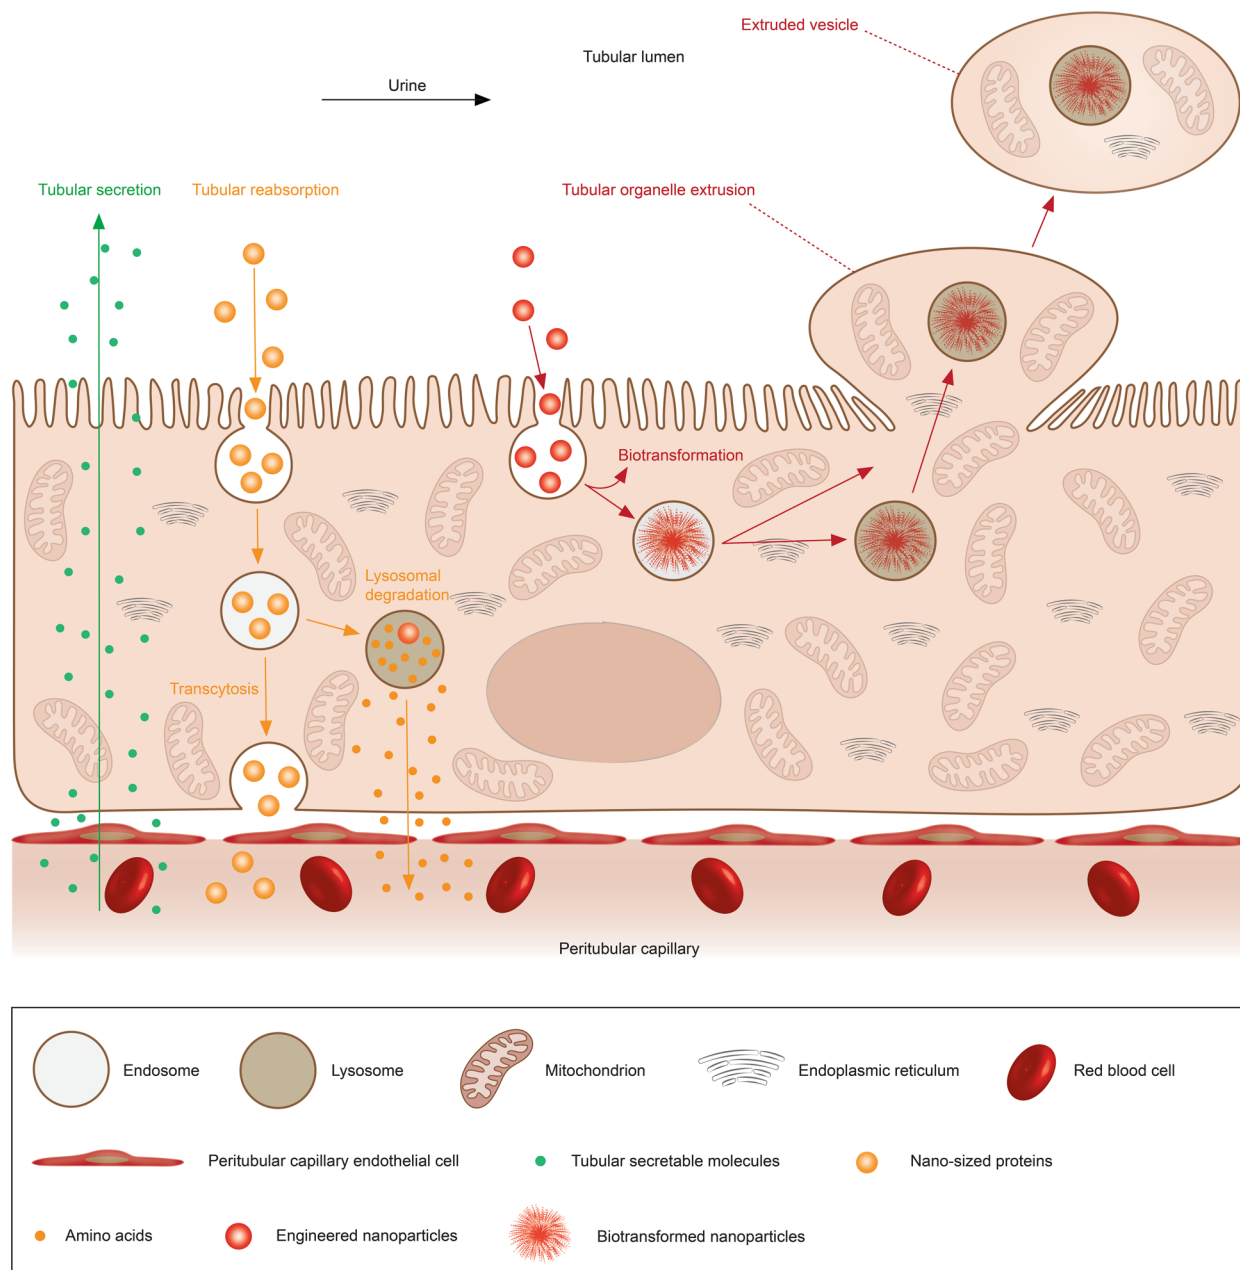 Extruded vesicle
Tubular lumen
Urine
Tubular secretion
Tubular reabsorption
Tubular organelle extrusion
Biotransformation
Lysosomal
degradation
Transcytosis
Peritubular capillary
Endosome
Lysosome
Mitochondrion
Endoplasmic reticulum
Red blood cell
Peritubular capillary endothelial cell
Tubular secretable molecules
Nano-sized proteins
Amino acids
Engineered nanoparticles
Biotransformed nanoparticles